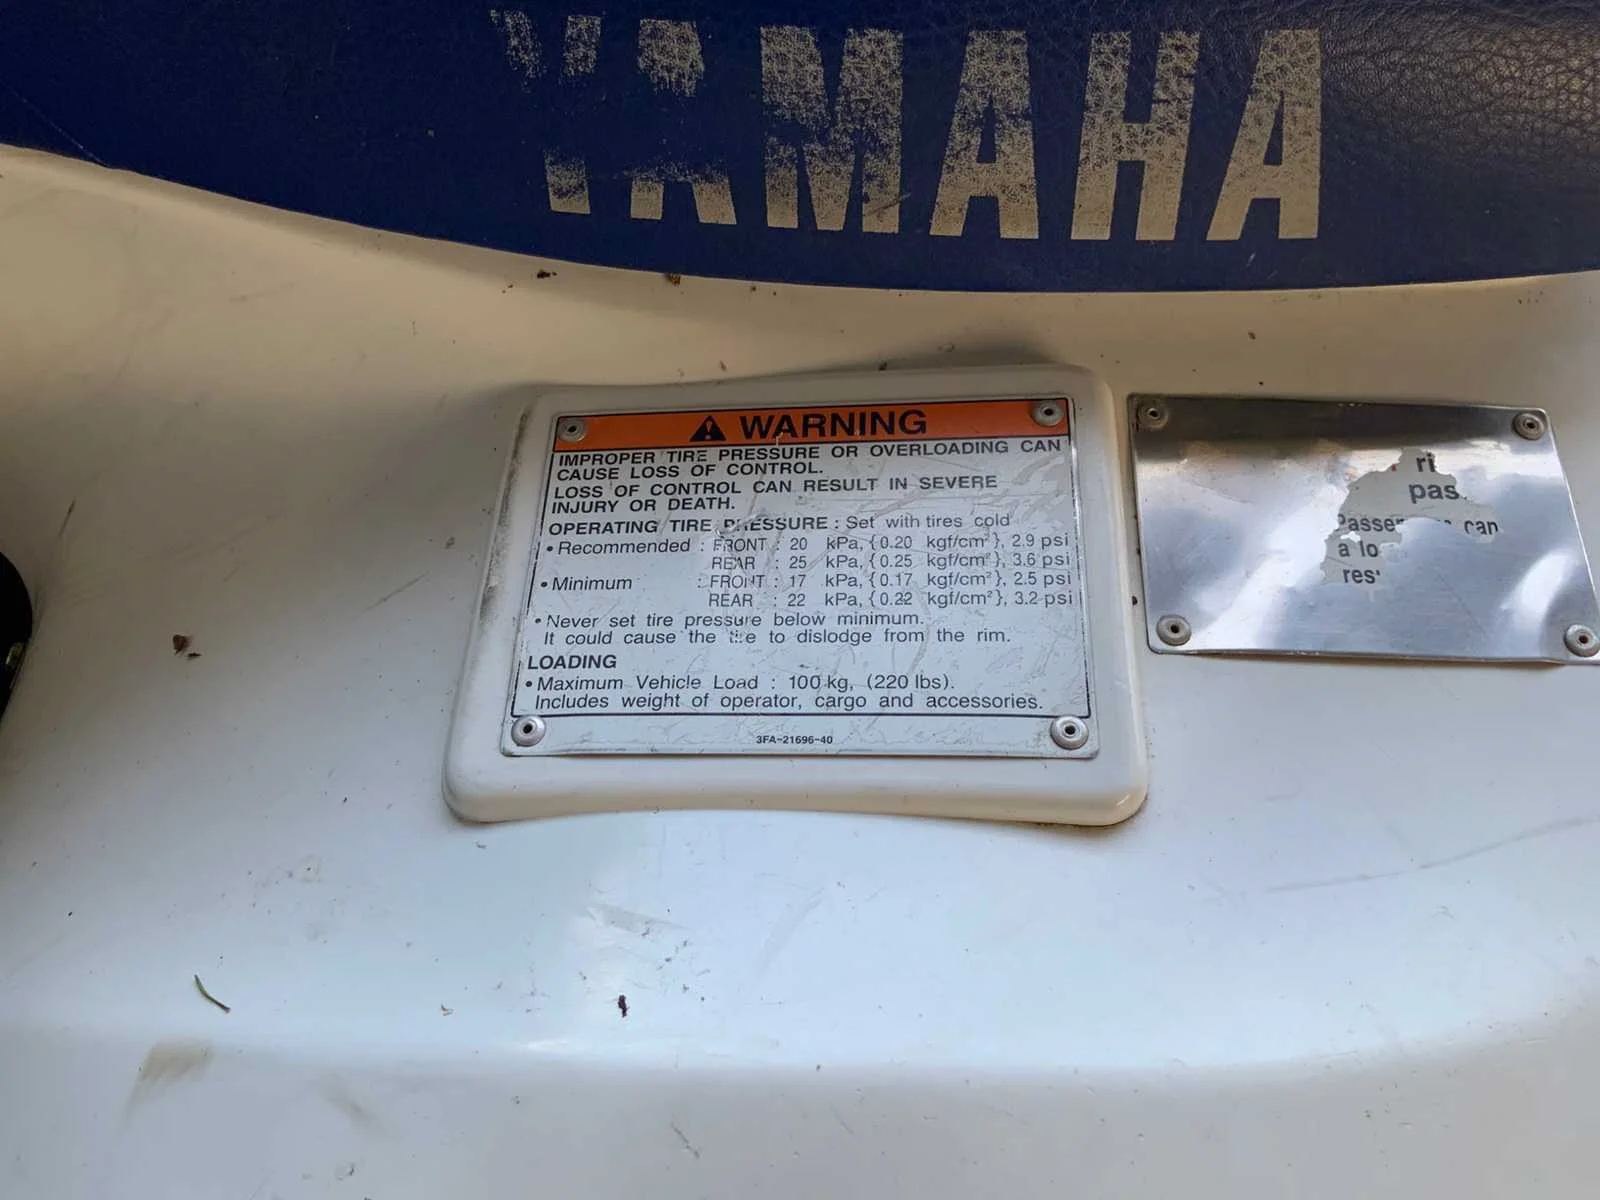 YAMAHA
WARNING
IMPROPER TIRE PRESSURE OR OVERLOADING CAN
CAUSE LOSS OF CONTROL.
LOSS OF CONTROL CAN RESULT IN SEVERE
INJURY OR DEATH.
OPERATING TIRE PRESSURE : Set with tires cold
• Recommended : FRONT : 20 kPa, {0.20 kgf/cm²}, 2.9 psi
REAR : 25 kPa, {0.25 kgf/cm²}, 3.6 psi
• Minimum : FRONT : 17 kPa, {0.17 kgf/cm²}, 2.5 psi
REAR : 22 kPa, {0.22 kgf/cm²}, 3.2 psi
• Never set tire pressure below minimum.
It could cause the tire to dislodge from the rim.
LOADING
• Maximum Vehicle Load : 100 kg, (220 lbs).
Includes weight of operator, cargo and accessories.
3FA-21696-40
ri
pas
Passe can
a lo
res